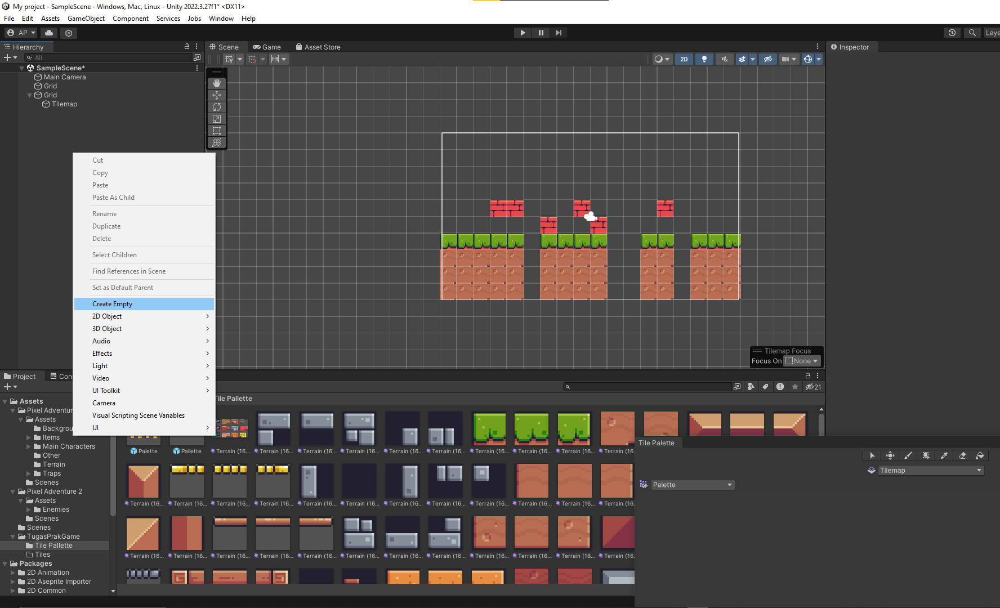 My project - SampleScene - Windows, Mac, Linux - Unity 2022.3.27f1* <DX11>
File Edit Assets GameObject Component Services Jobs Window Help
AP
Laye
Hierarchy
All
SampleScene*
Main Camera
Grid
Grid
Tilemap
Scene Game Asset Store
2D
Inspector
Cut
Copy
Paste
Paste As Child
Rename
Duplicate
Delete
Select Children
Find References in Scene
Set as Default Parent
Create Empty
2D Object
3D Object
Audio
Effects
Light
Video
UI Toolkit
Camera
Visual Scripting Scene Variables
UI
Tilemap Focus
Focus On None
Project Con
21
Tile Pallette
Assets
Pixel Adventur
Assets
Backgrou
Items
Main Characters
Other
Terrain
Traps
Scenes
Pixel Adventure 2
Assets
Enemies
Scenes
Scenes
TugasPrakGame
Tile Pallette
Tiles
Packages
2D Animation
2D Aseprite Importer
2D Common
Palette Palette Terrain (16... Terrain (16... Terrain (16... Terrain (16... Terrain (16... Terrain (16... Terrain (16... Terrain (16... Terrain (16... Terrain (16
Terrain (16... Terrain (16... Terrain (16... Terrain (16... Terrain (16... Terrain (16... Terrain (16... Terrain (16... Terrain (16... Terrain (16... Terrain (16... Terrain (16
Terrain (16... Terrain (16... Terrain (16... Terrain (16... Terrain (16... Terrain (16... Terrain (16... Terrain (16... Terrain (16... Terrain (16... Terrain (16... Terrain (16
Tile Palette
Tilemap
Palette